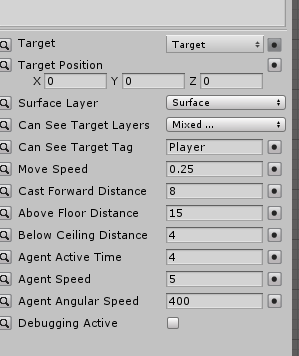 Target Target
Target Position
X 0 Y 0 Z 0
Surface Layer Surface
Can See Target Layers Mixed ...
Can See Target Tag Player
Move Speed 0.25
Cast Forward Distance 8
Above Floor Distance 15
Below Ceiling Distance 4
Agent Active Time 4
Agent Speed 5
Agent Angular Speed 400
Debugging Active